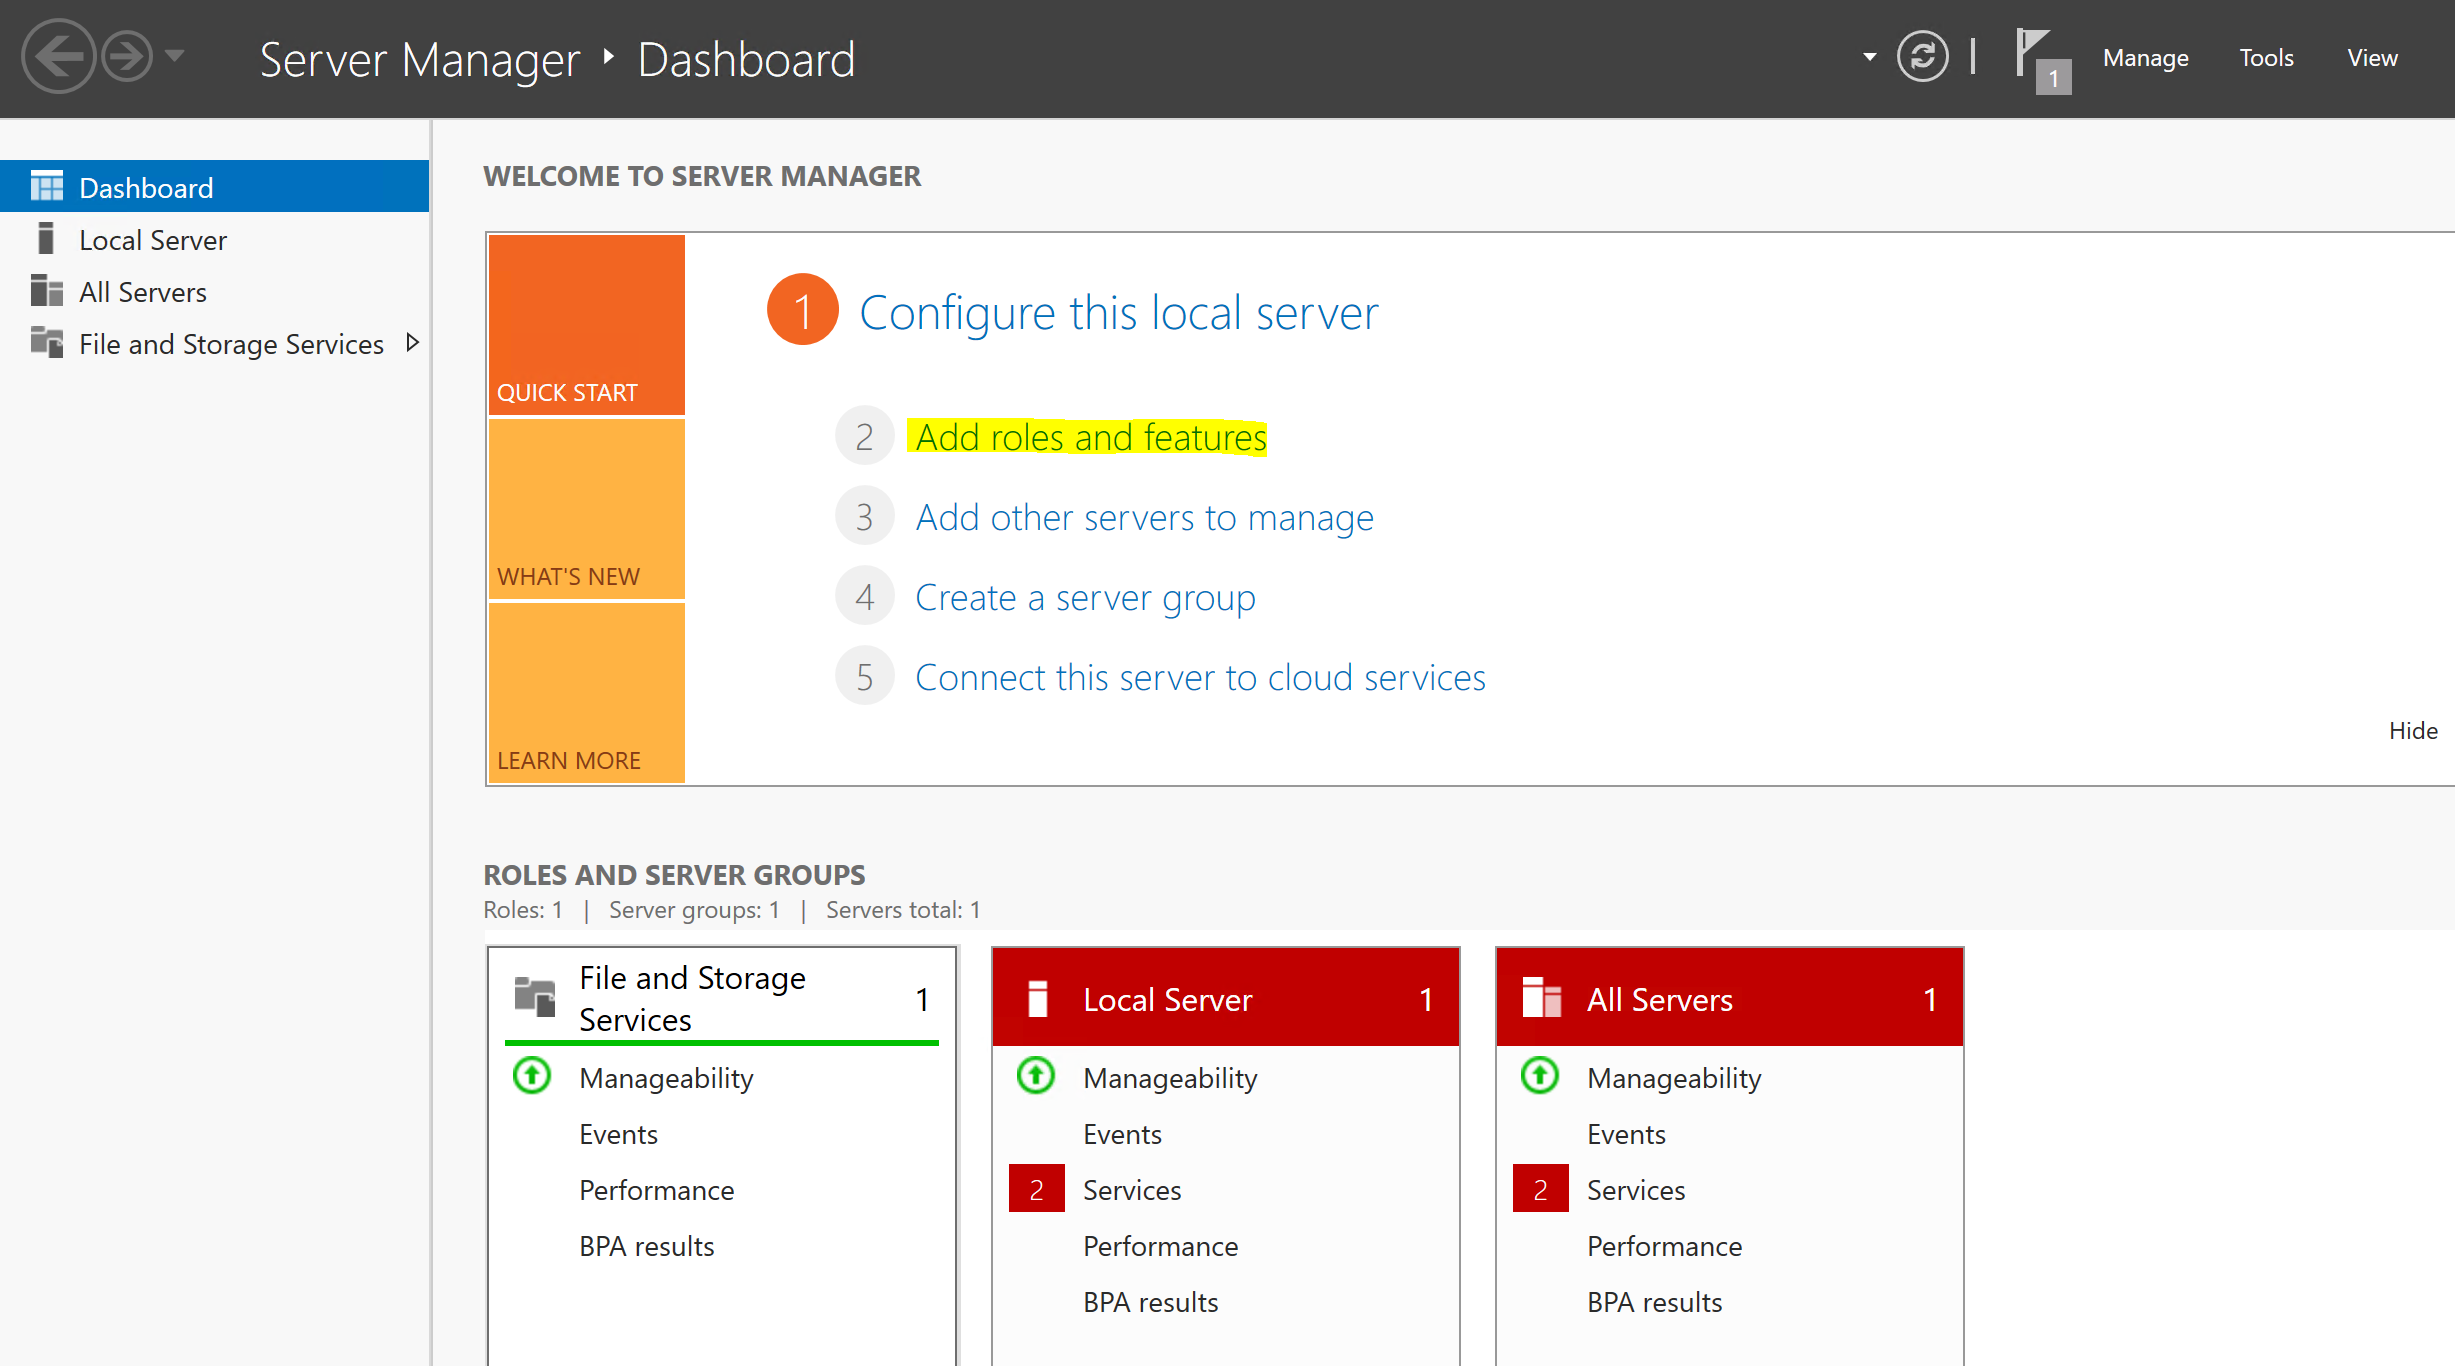 Server Manager ‣ Dashboard
1
Manage
Tools
View
Dashboard
Local Server
All Servers
File and Storage Services
WELCOME TO SERVER MANAGER
QUICK START
WHAT'S NEW
LEARN MORE
1 Configure this local server
2 Add roles and features
3 Add other servers to manage
4 Create a server group
5 Connect this server to cloud services
Hide
ROLES AND SERVER GROUPS
Roles: 1 | Server groups: 1 | Servers total: 1
File and Storage
Services
1
Manageability
Events
Performance
BPA results
Local Server 1
Manageability
Events
2 Services
Performance
BPA results
All Servers 1
Manageability
Events
2 Services
Performance
BPA results